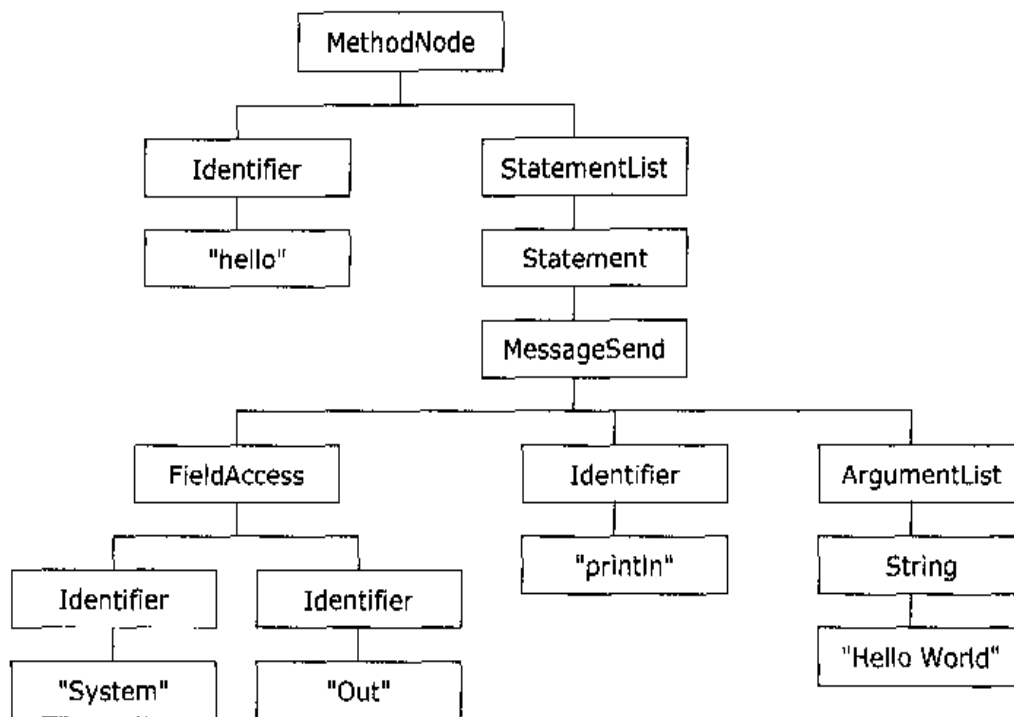 MethodNode
Identifier
StatementList
"hello"
Statement
MessageSend
FieldAccess
Identifier
ArgumentList
"println"
String
Identifier
Identifier
"Hello World"
"System"
"Out"